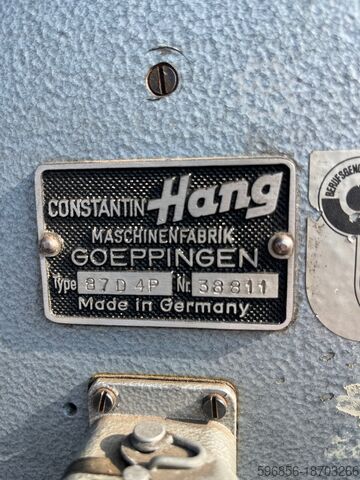 CONSTANTIN Hang
MASCHINENFABRIK
GOEPPINGEN
Type 87 D 4P Nr. 38811
Made in Germany
596856-18703266